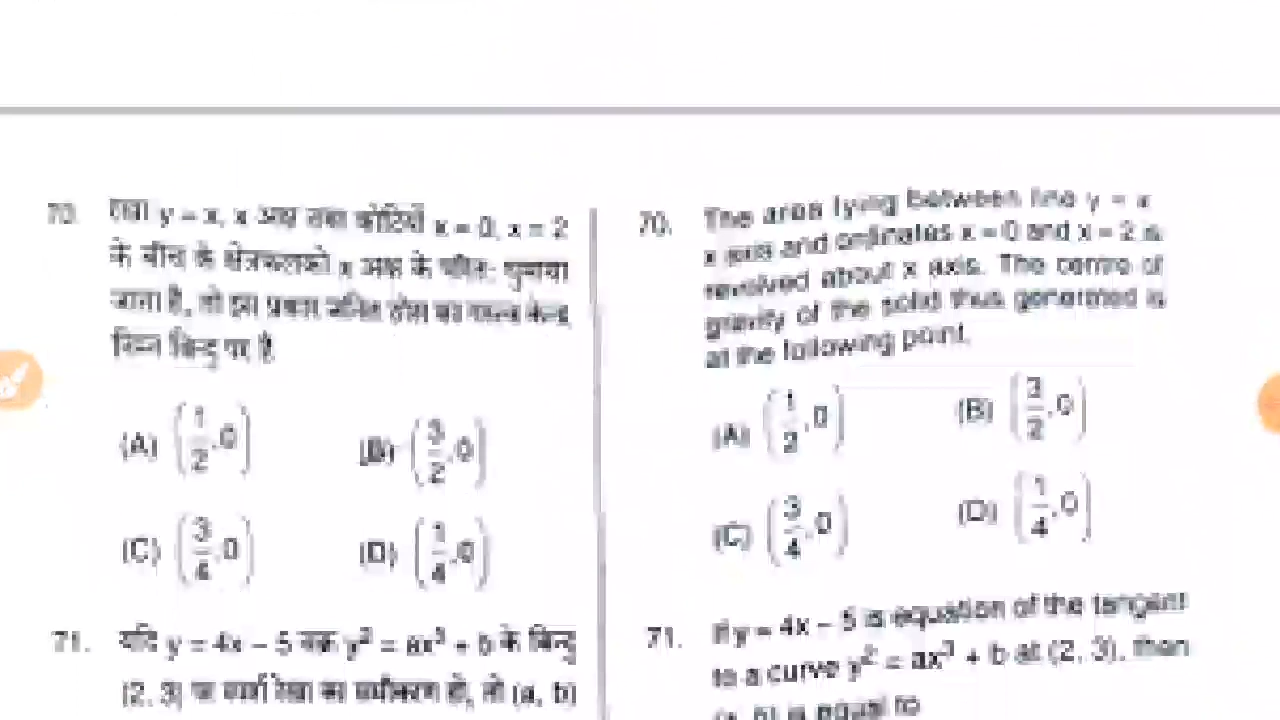 70. रेखा y = x, x अक्ष तथा कोटियों x = 0, x = 2
के बीच के क्षेत्रफलको x अक्ष के परित: घुमाया
जाता है, तो इस प्रकार जनित ठोस का गुरुत्व केन्द्र
निम्न बिन्दु पर है
(A) (1/2, 0) (B) (3/2, 0)
(C) (3/4, 0) (D) (1/4, 0)
71. यदि y = 4x – 5 वक्र y² = ax³ + b के बिन्दु
(2, 3) पर स्पर्श रेखा का समीकरण हो, तो (a, b)
70. The area lying between line y = x
x axis and ordinates x = 0 and x = 2 is
revolved about x axis. The centre of
gravity of the solid thus generated is
at the following point.
(A) (1/2, 0) (B) (3/2, 0)
(C) (3/4, 0) (D) (1/4, 0)
71. If y = 4x – 5 is equation of the tangent
to a curve y² = ax³ + b at (2, 3), then
(a, b) is equal to